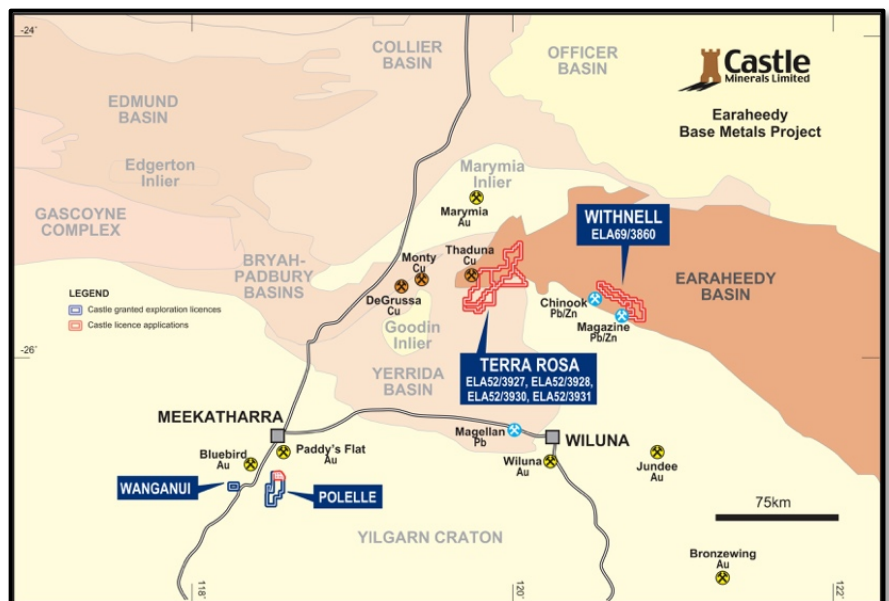 -24°
COLLIER
BASIN
OFFICER
BASIN
Castle
Minerals Limited
Earaheedy
Base Metals Project
EDMUND
BASIN
Edgerton
Inlier
Marymia
Inlier
GASCOYNE
COMPLEX
Marymia
Au
WITHNELL
ELA69/3860
BRYAH-
PADBURY
BASINS
Monty
Cu
Thaduna
Cu
EARAHEEDY
BASIN
LEGEND
Castle granted exploration licences
Castle licence applications
DeGrussa
Cu
Chinook
Pb/Zn
Magazine
Pb/Zn
Goodin
Inlier
-26°
TERRA ROSA
ELA52/3927, ELA52/3928,
ELA52/3930, ELA52/3931
YERRIDA
BASIN
MEEKATHARRA
Magellan
Pb
WILUNA
Bluebird
Au
Paddy's Flat
Au
Wiluna
Au
Jundee
Au
WANGANUI
POLELLE
75km
YILGARN CRATON
Bronzewing
Au
118°
120°
122°